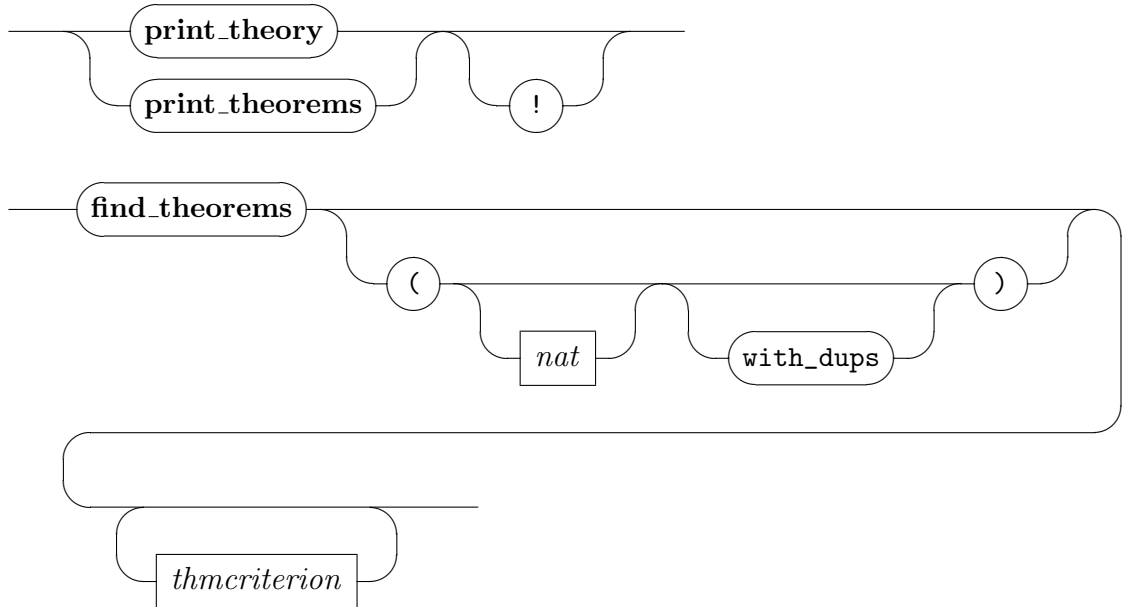 print_theory
print_theorems !
find_theorems
( )
nat with_dups
thmcriterion